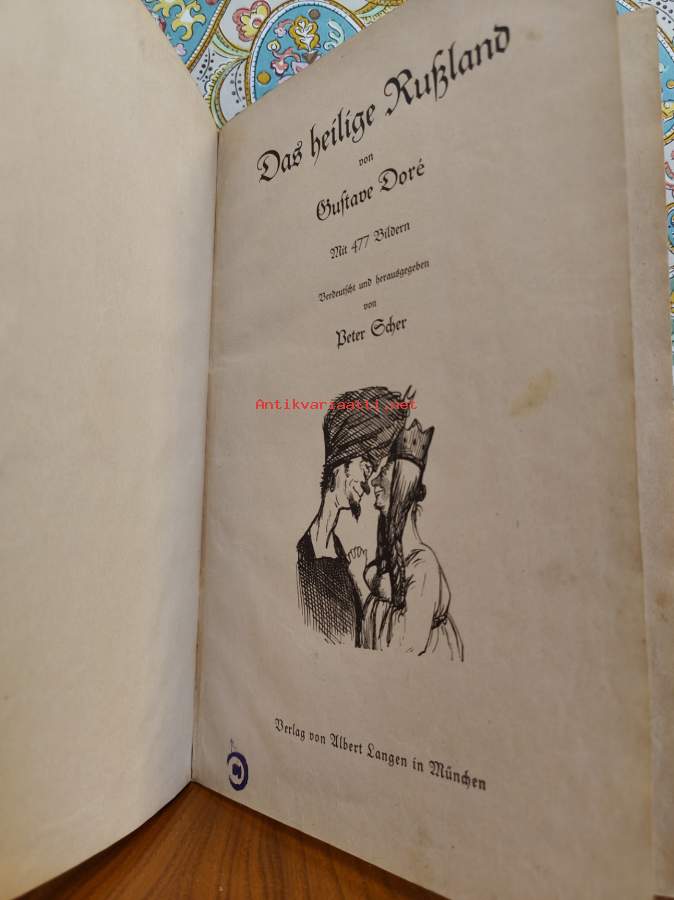 Das heilige Rußland
von
Gustave Doré
Mit 477 Bildern
Verdeutscht und herausgegeben
von
Peter Scher
Antikvariaatti.net
Verlag von Albert Langen in München